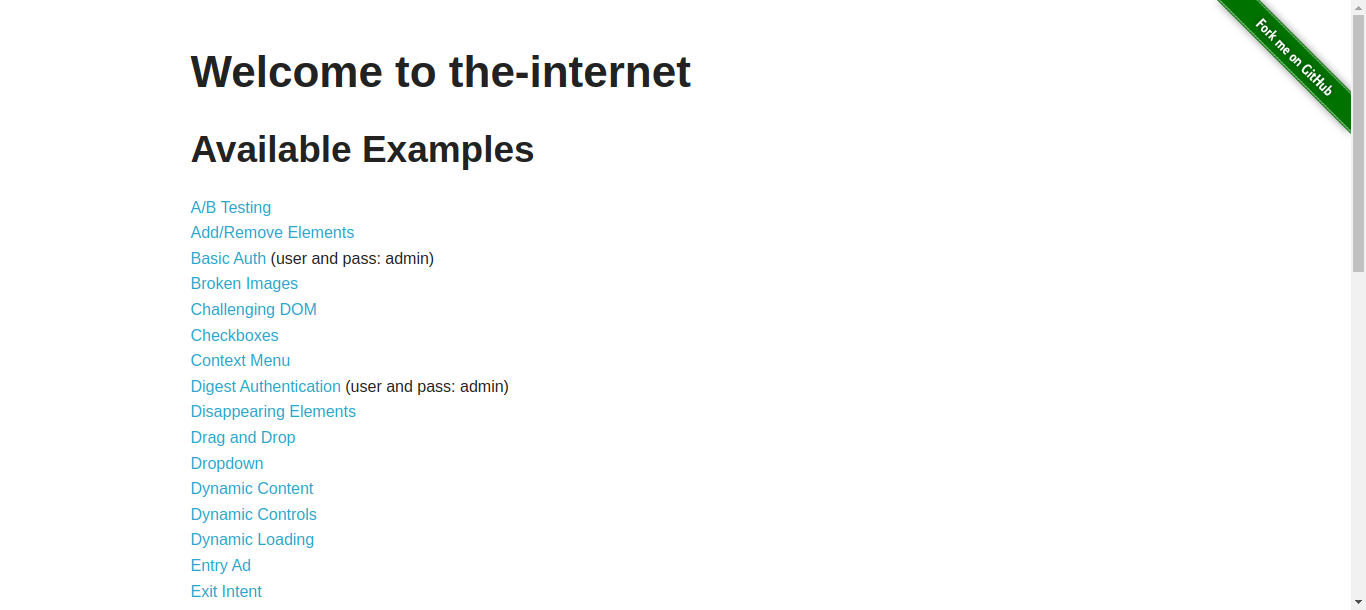 Fork me on GitHub
Welcome to the-internet
Available Examples
A/B Testing
Add/Remove Elements
Basic Auth (user and pass: admin)
Broken Images
Challenging DOM
Checkboxes
Context Menu
Digest Authentication (user and pass: admin)
Disappearing Elements
Drag and Drop
Dropdown
Dynamic Content
Dynamic Controls
Dynamic Loading
Entry Ad
Exit Intent